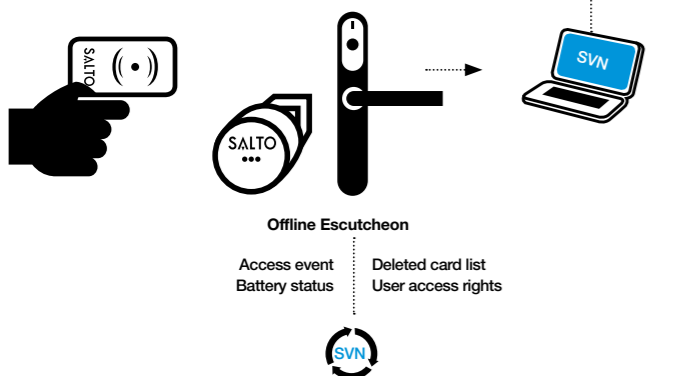 SALTO
SVN
SALTO
Offline Escutcheon
Access event
Battery status
Deleted card list
User access rights
SVN